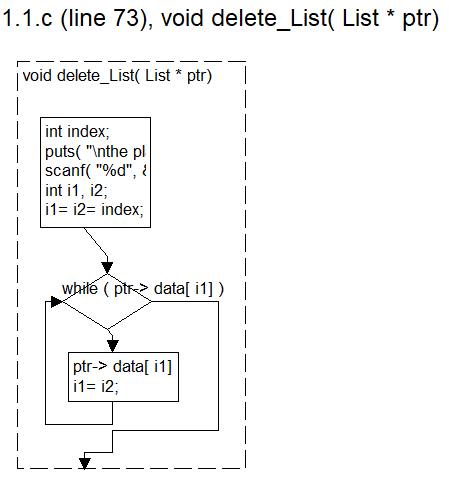 1.1.c (line 73), void delete_List( List * ptr)
void delete_List( List * ptr)
int index;
puts( "\nthe pl
scanf( "%d", &
int i1, i2;
i1= i2= index;
while ( ptr-> data[ i1] )
ptr-> data[ i1]
i1= i2;